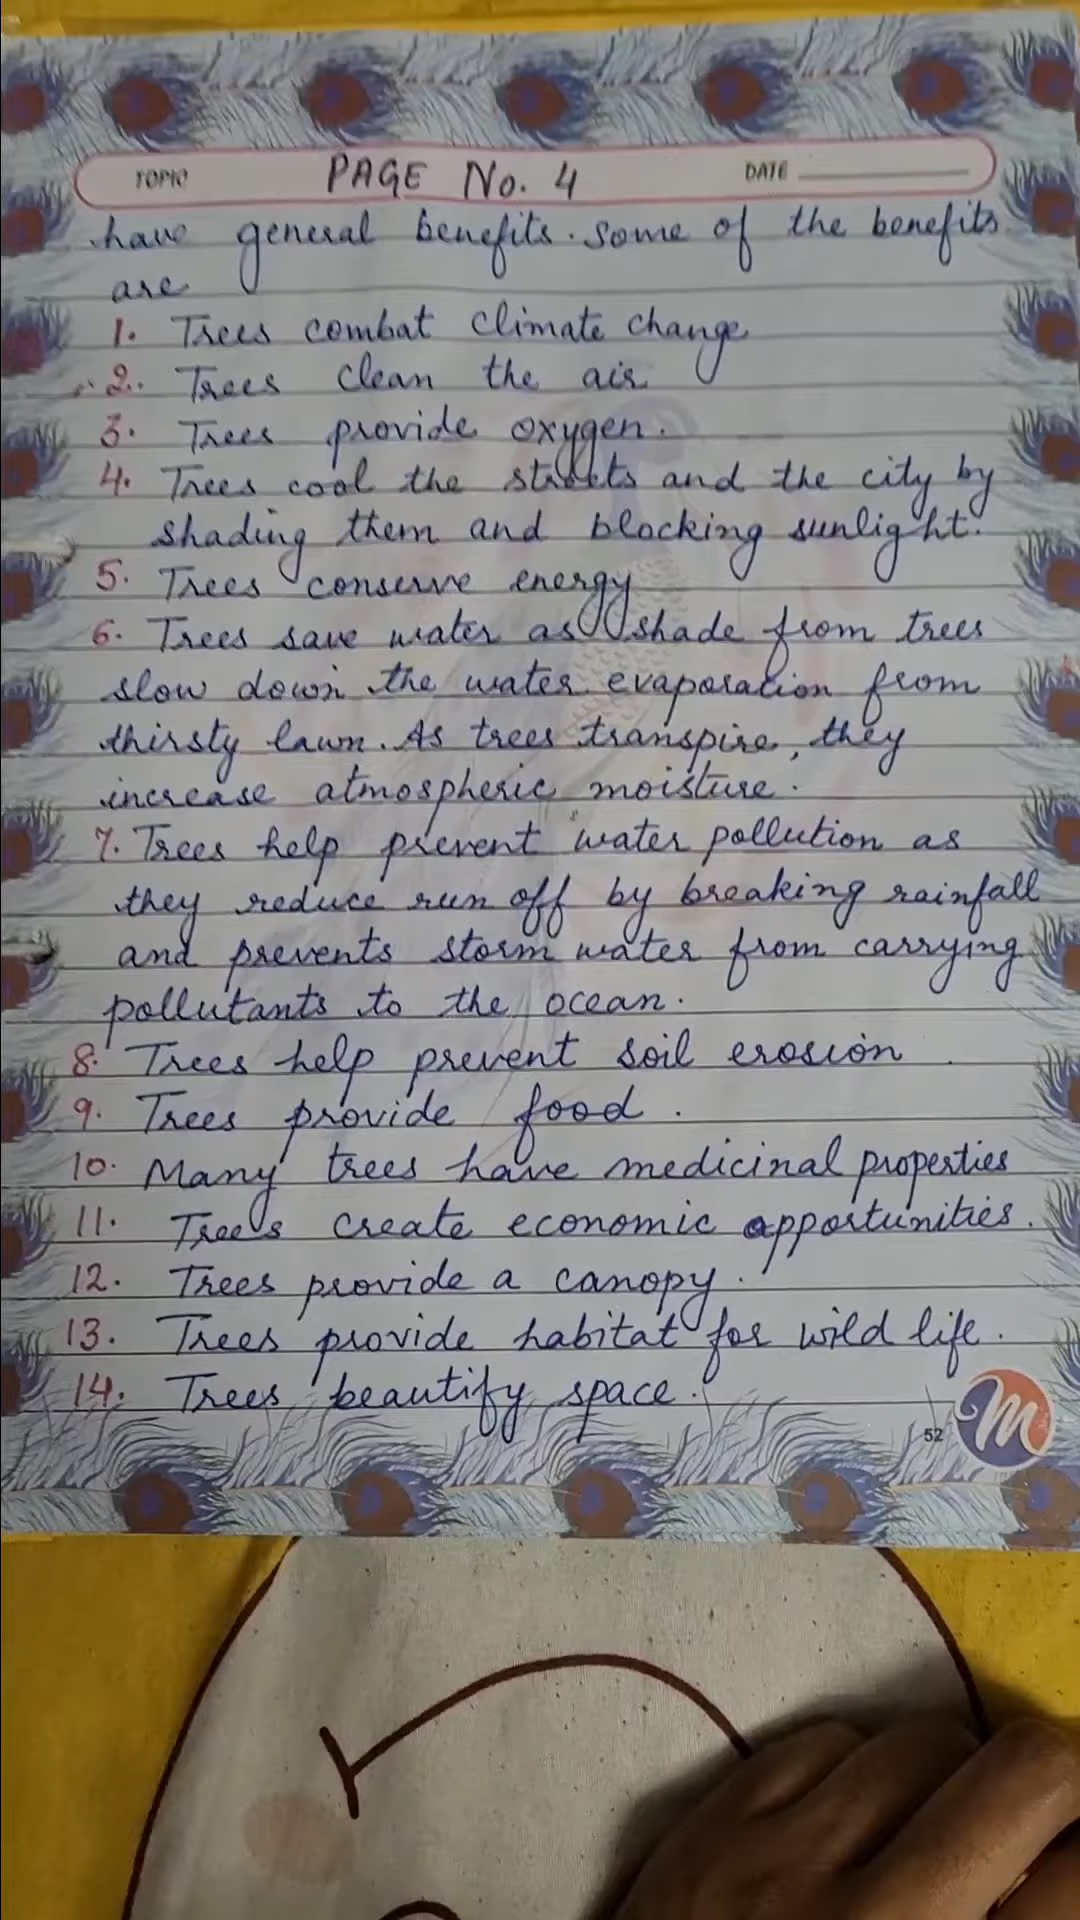 TOPIC PAGE No. 4 DATE
have general benefits. Some of the benefits
are
1. Trees combat climate change
2. Trees clean the air
3. Trees provide oxygen.
4. Trees cool the streets and the city by
shading them and blocking sunlight.
5. Trees conserve energy
6. Trees save water as shade from trees
slow down the water evaporation from
thirsty lawn. As trees transpire, they
increase atmospheric moisture.
7. Trees help prevent water pollution as
they reduce run off by breaking rainfall
and prevents storm water from carrying
pollutants to the ocean.
8. Trees help prevent soil erosion
9. Trees provide food.
10. Many trees have medicinal properties
11. Trees create economic opportunities.
12. Trees provide a canopy.
13. Trees provide habitat for wild life.
14. Trees beautify space.
52
M